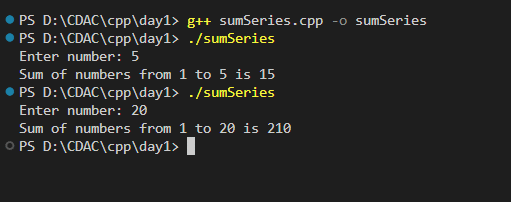 PS D:\CDAC\cpp\day1> g++ sumSeries.cpp -o sumSeries
PS D:\CDAC\cpp\day1> ./sumSeries
Enter number: 5
Sum of numbers from 1 to 5 is 15
PS D:\CDAC\cpp\day1> ./sumSeries
Enter number: 20
Sum of numbers from 1 to 20 is 210
PS D:\CDAC\cpp\day1>